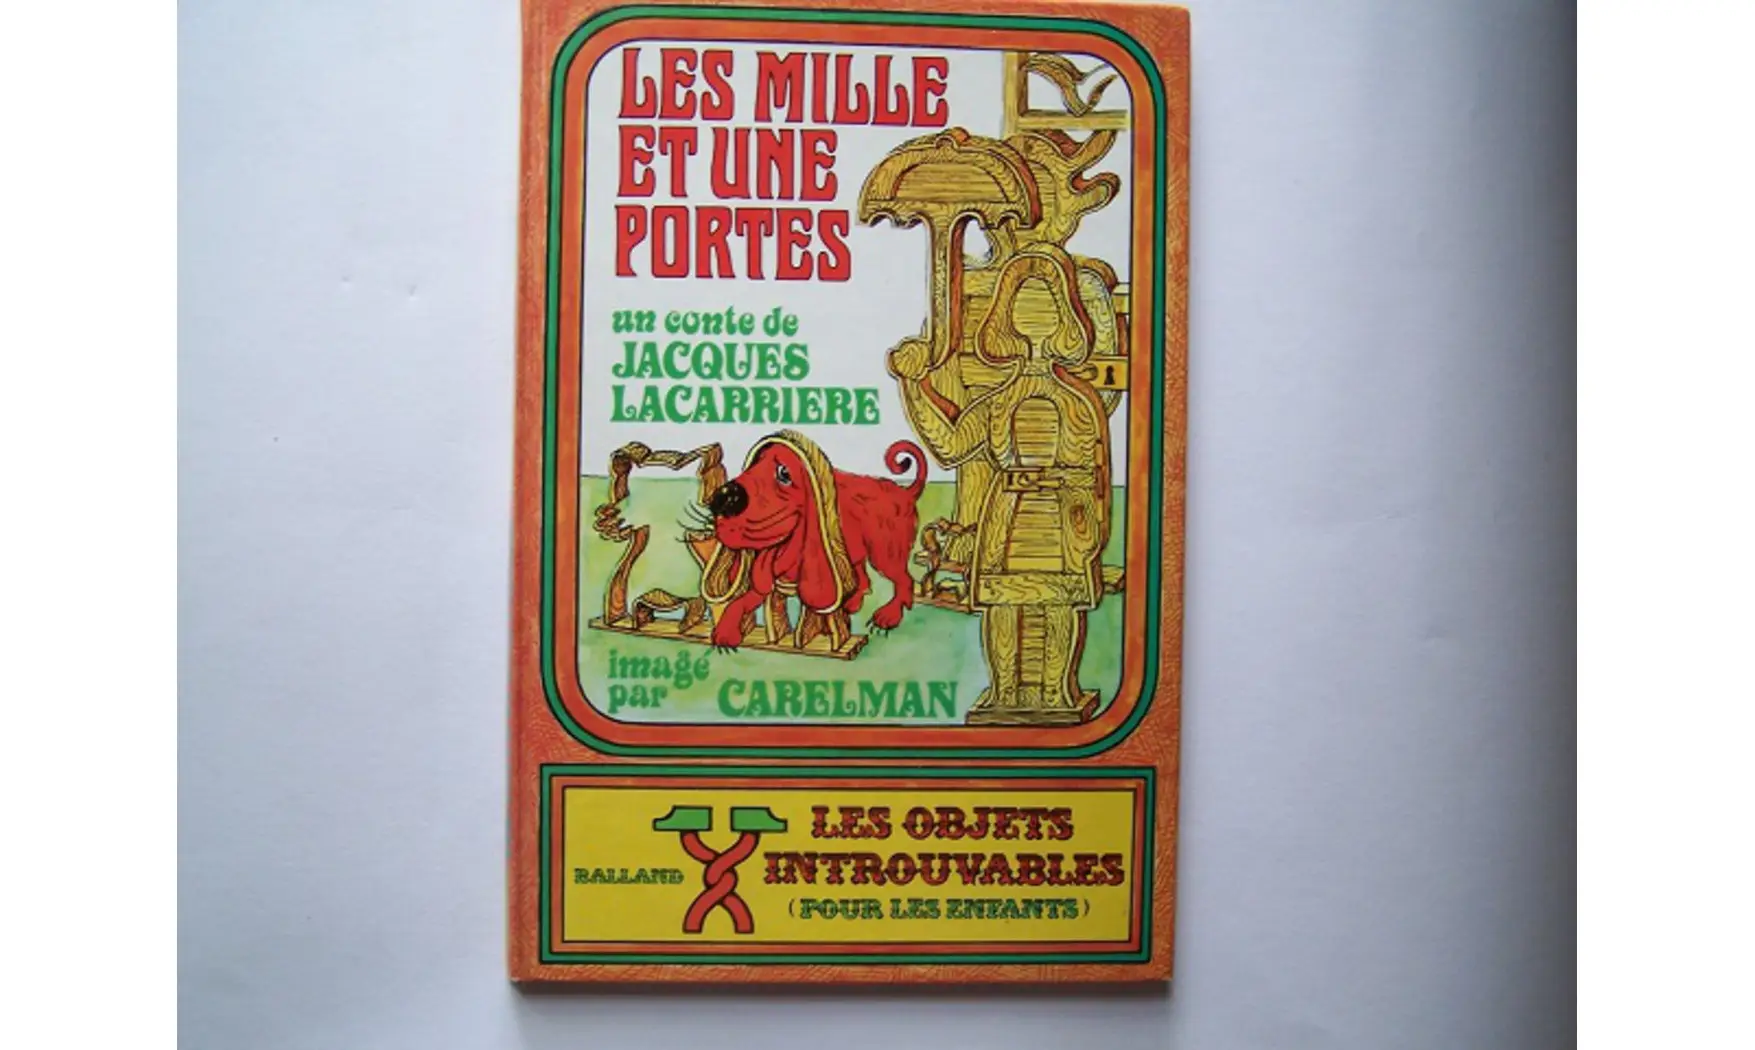 LES MILLE
ET UNE
PORTES
un conte de
JACQUES
LACARRIERE
imagé
par CARELMAN
BALLAND
LES OBJETS
INTROUVABLES
(POUR LES ENFANTS)